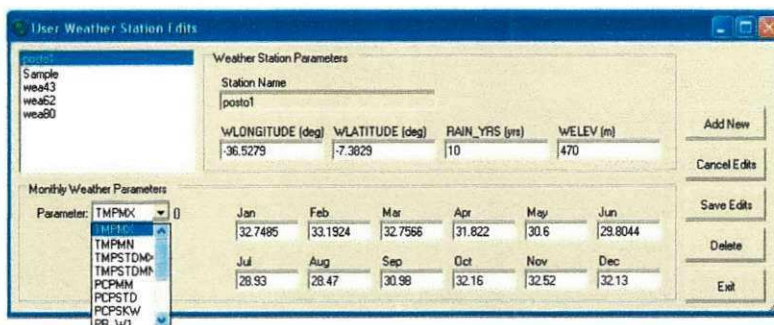 User Weather Station Edits
posto1
Sample
wea43
wea62
wea80
Weather Station Parameters
Station Name
posto1
WLONGITUDE (deg) WLATITUDE (deg) RAIN_YRS (yrs) WELEV (m)
-36.5279 -7.3829 10 470
Add New
Cancel Edits
Save Edits
Delete
Exit
Monthly Weather Parameters
Parameter: TMPMX ()
TMPMX
TMPMN
TMPSTDMX
TMPSTDMN
PCPMM
PCPSTD
PCPSKW
PR_W1
Jan Feb Mar Apr May Jun
32.7485 33.1924 32.7566 31.822 30.6 29.8044
Jul Aug Sep Oct Nov Dec
28.93 28.47 30.98 32.16 32.52 32.13